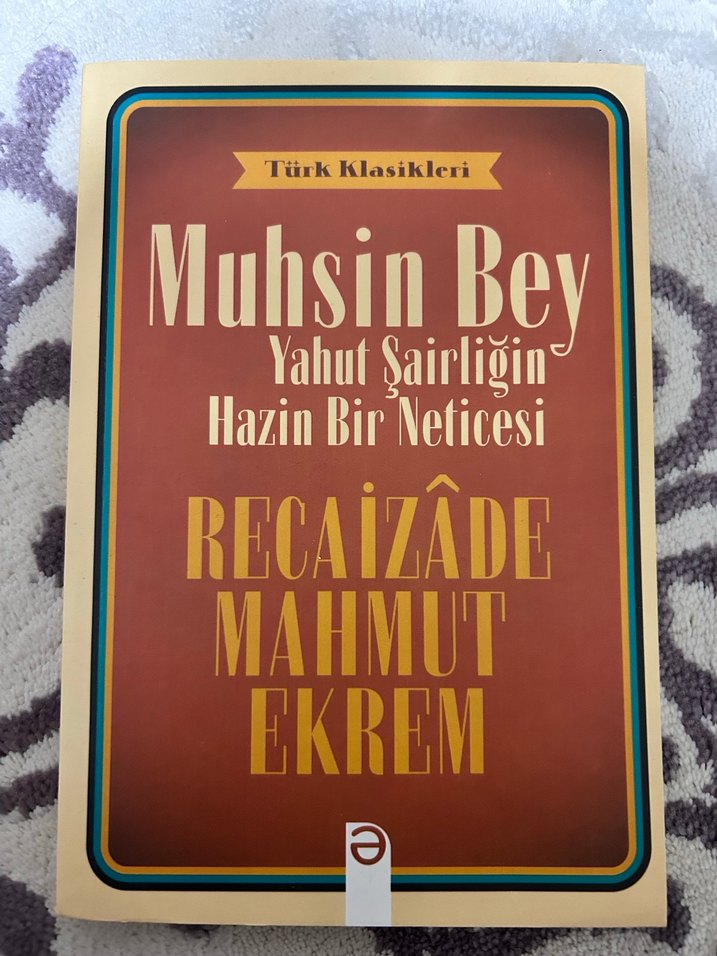 Türk Klasikleri
Muhsin Bey
Yahut Şairliğin
Hazin Bir Neticesi
RECAİZÂDE
MAHMUT
EKREM
ə